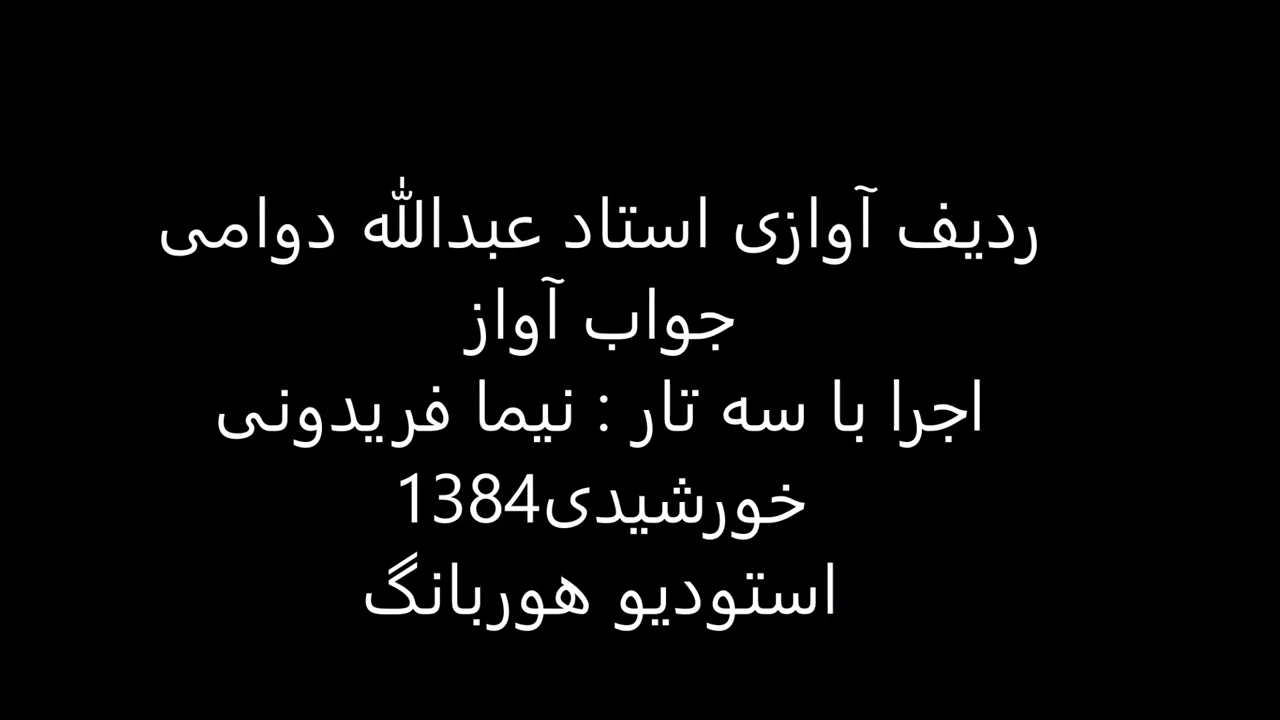 ردیف آوازی استاد عبدالله دوامی
جواب آواز
اجرا با سه تار : نیما فریدونی
خورشیدی1384
استودیو هوربانگ